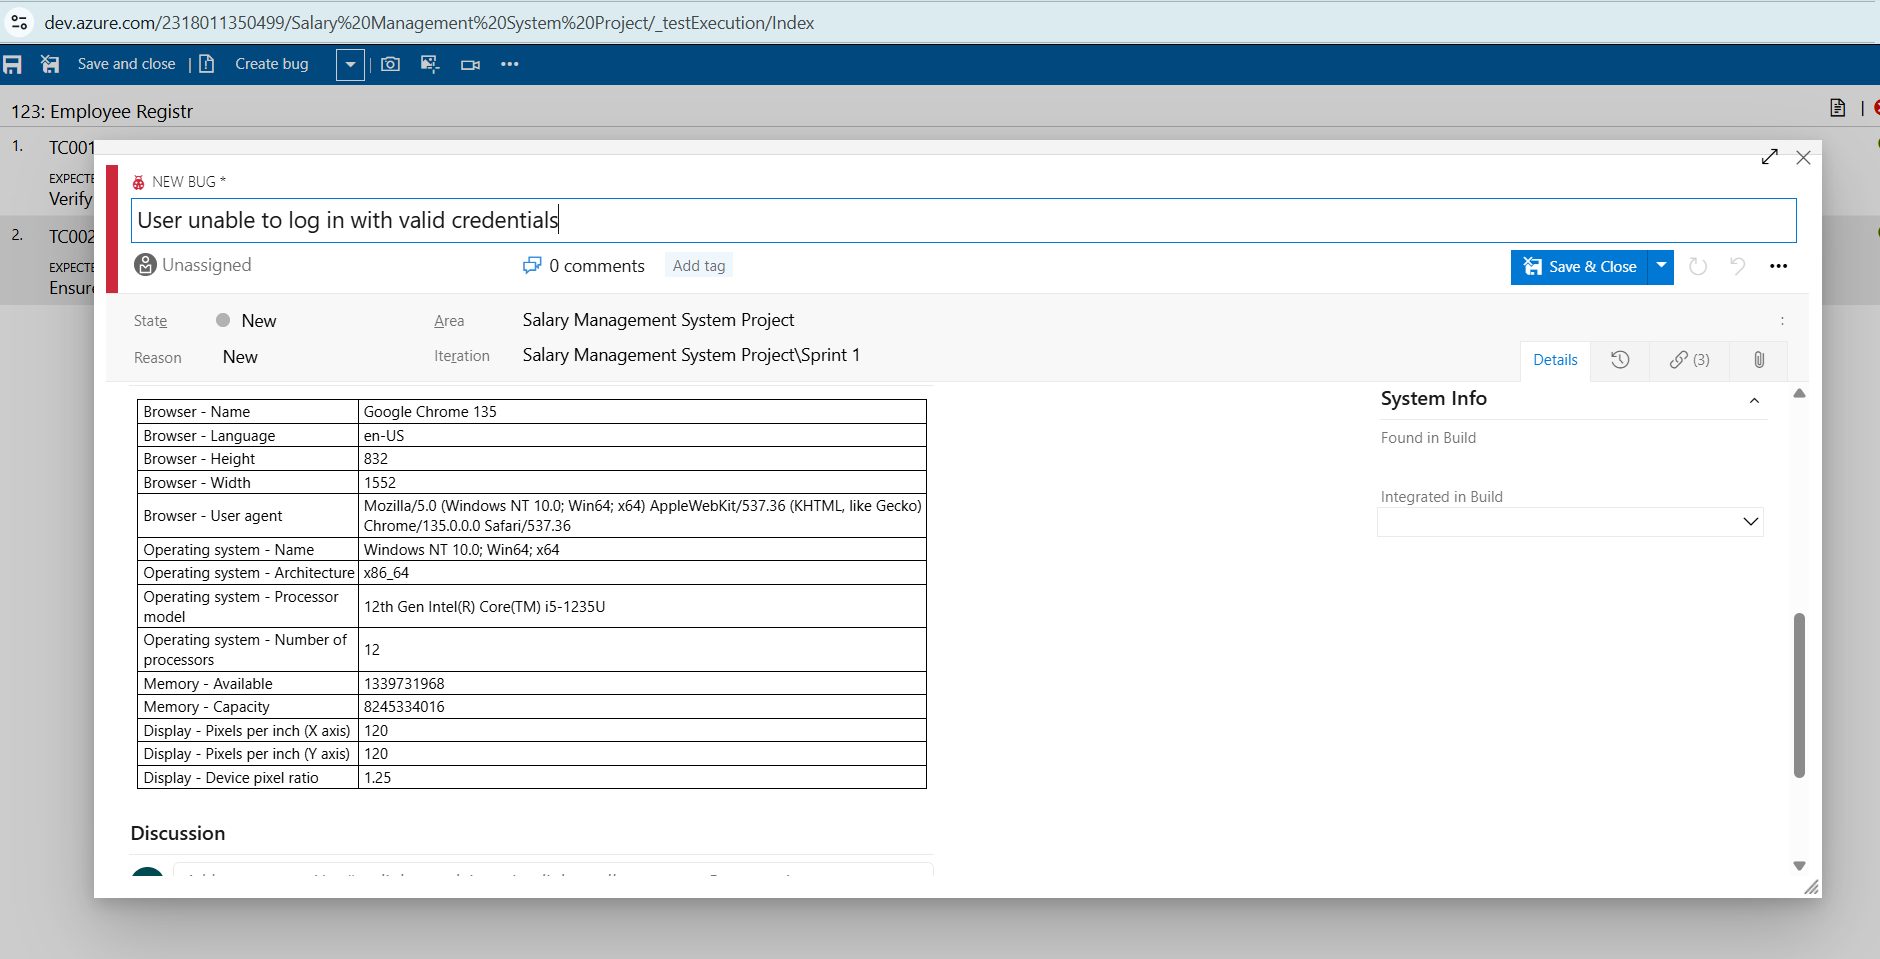 dev.azure.com/2318011350499/Salary%20Management%20System%20Project/_testExecution/Index
Save and close | Create bug
123: Employee Registr
1. TC001
EXPECTE
Verify
2. TC002
EXPECTE
Ensure
NEW BUG *
User unable to log in with valid credentials
Unassigned
0 comments
Add tag
Save & Close
State New
Area Salary Management System Project
Reason New
Iteration Salary Management System Project\Sprint 1
Details
(3)
Browser - Name Google Chrome 135
Browser - Language en-US
Browser - Height 832
Browser - Width 1552
Browser - User agent Mozilla/5.0 (Windows NT 10.0; Win64; x64) AppleWebKit/537.36 (KHTML, like Gecko)
Chrome/135.0.0.0 Safari/537.36
Operating system - Name Windows NT 10.0; Win64; x64
Operating system - Architecture x86_64
Operating system - Processor
model 12th Gen Intel(R) Core(TM) i5-1235U
Operating system - Number of
processors 12
Memory - Available 1339731968
Memory - Capacity 8245334016
Display - Pixels per inch (X axis) 120
Display - Pixels per inch (Y axis) 120
Display - Device pixel ratio 1.25
System Info
Found in Build
Integrated in Build
Discussion